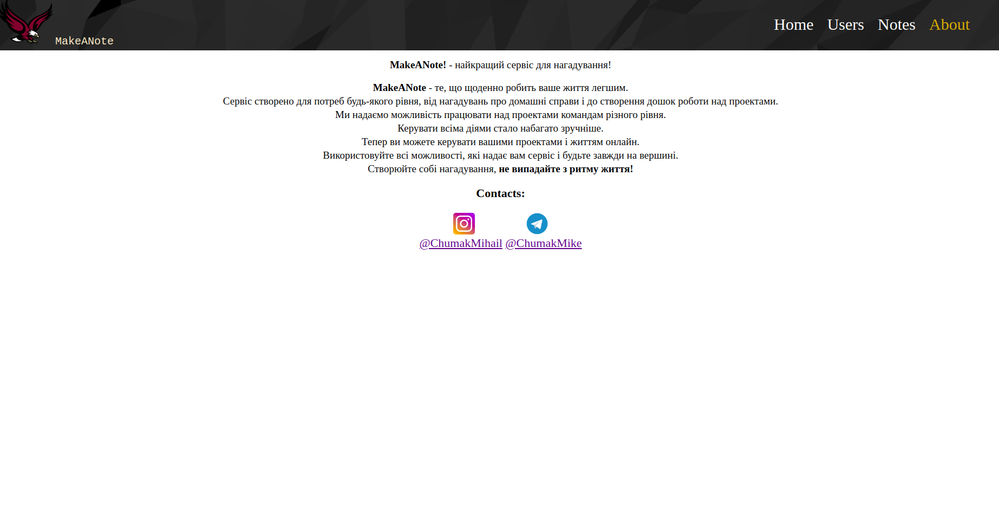 MakeANote
Home Users Notes About
MakeANote! - найкращий сервіс для нагадування!
MakeANote - те, що щоденно робить ваше життя легшим.
Сервіс створено для потреб будь-якого рівня, від нагадувань про домашні справи і до створення дошок роботи над проектами.
Ми надаємо можливість працювати над проектами командам різного рівня.
Керувати всіма діями стало набагато зручніше.
Тепер ви можете керувати вашими проектами і життям онлайн.
Використовуйте всі можливості, які надає вам сервіс і будьте завжди на вершині.
Створюйте собі нагадування, не випадайте з ритму життя!
Contacts:
@ChumakMihail @ChumakMike